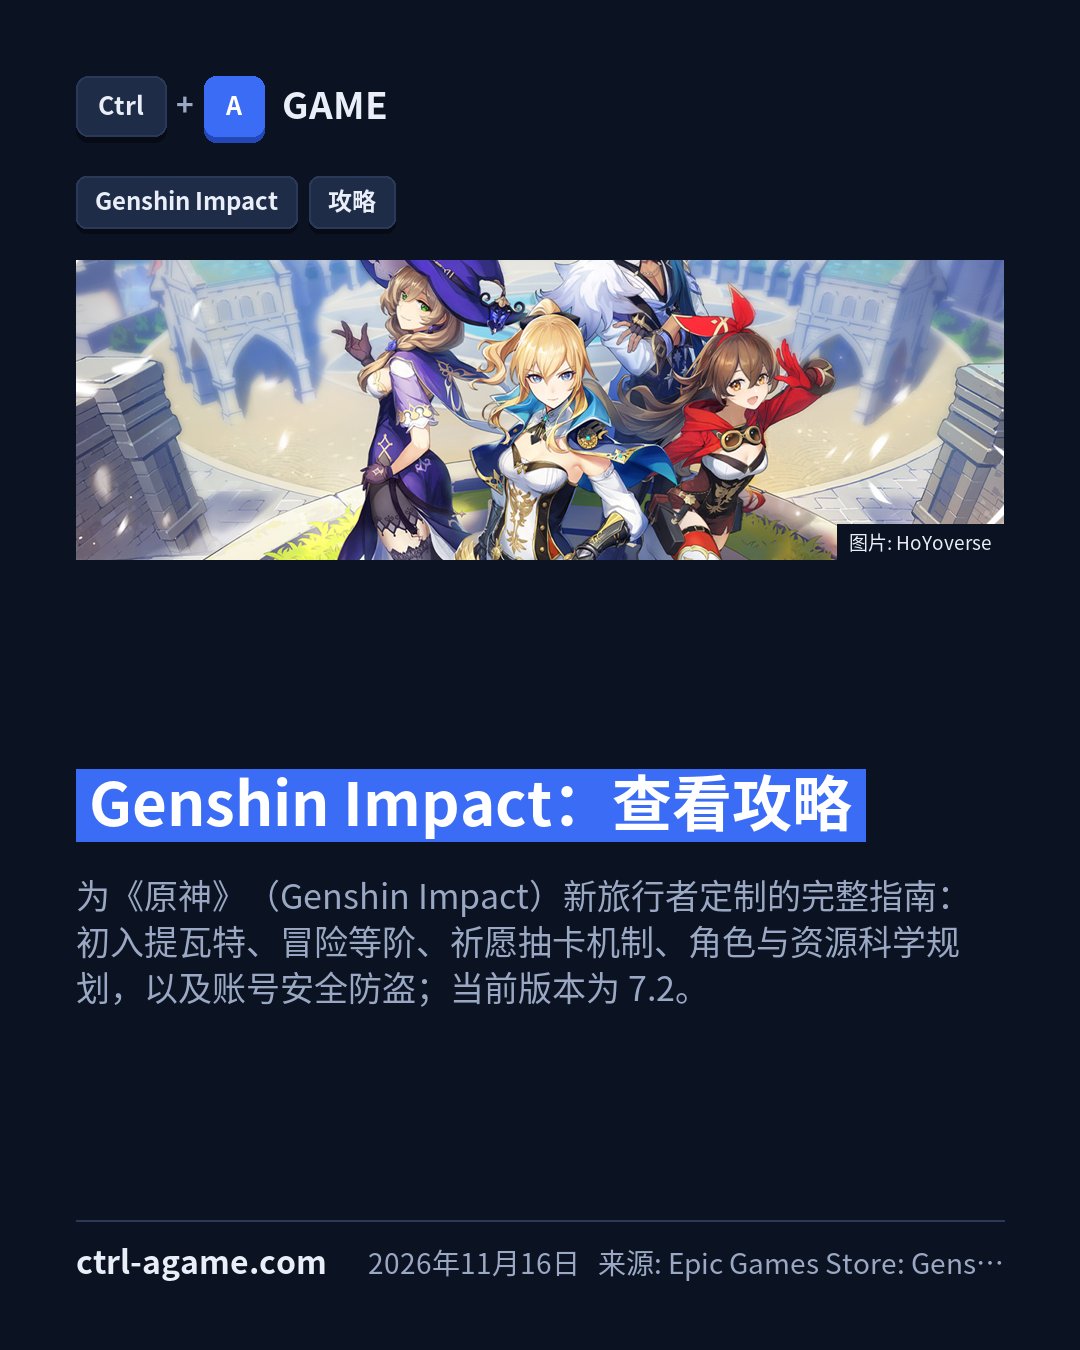 Ctrl + A GAME
Genshin Impact 攻略
图片: HoYoverse
Genshin Impact：查看攻略
为《原神》（Genshin Impact）新旅行者定制的完整指南：
初入提瓦特、冒险等阶、祈愿抽卡机制、角色与资源科学规
划，以及账号安全防盗；当前版本为 7.2。
ctrl-agame.com 2026年11月16日 来源: Epic Games Store: Gens…